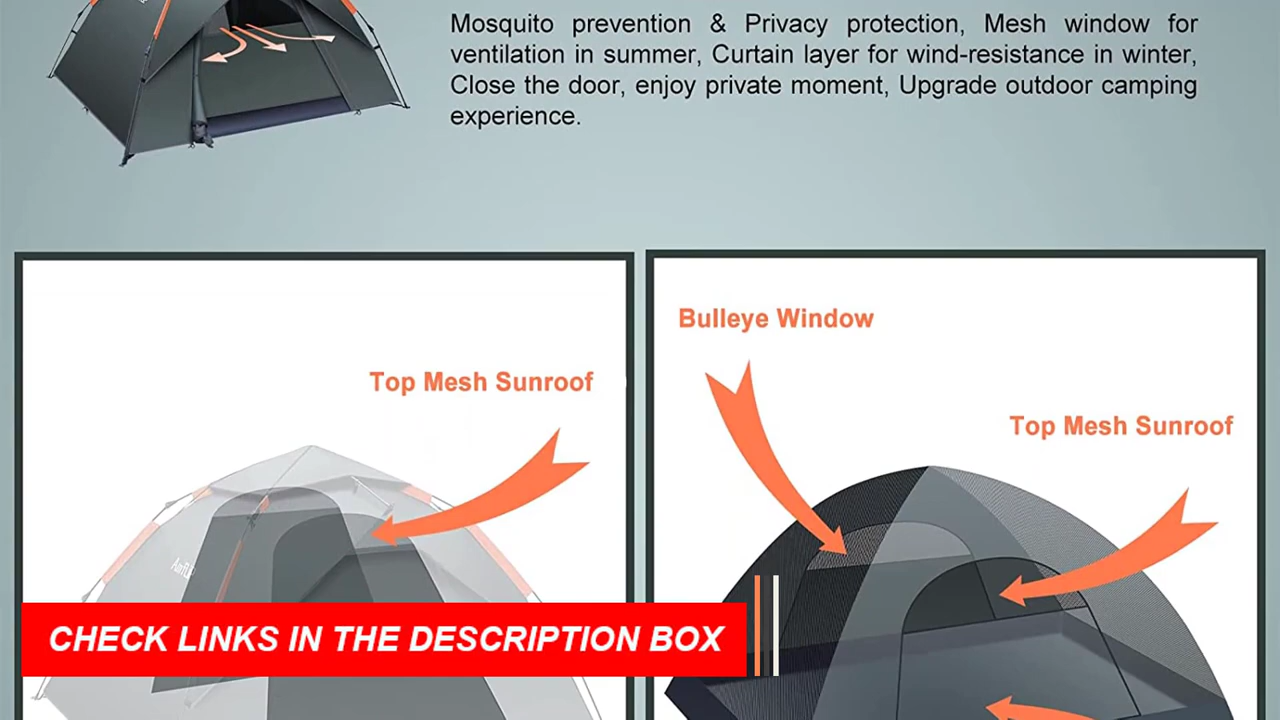 Mosquito prevention & Privacy protection, Mesh window for
ventilation in summer, Curtain layer for wind-resistance in winter,
Close the door, enjoy private moment, Upgrade outdoor camping
experience.
Bulleye Window
Top Mesh Sunroof
Top Mesh Sunroof
CHECK LINKS IN THE DESCRIPTION BOX